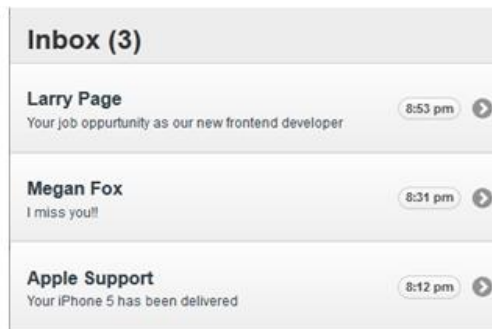 Inbox (3)
Larry Page
8:53 pm
Your job oppurtunity as our new frontend developer
Megan Fox
8:31 pm
I miss you!!
Apple Support
8:12 pm
Your iPhone 5 has been delivered